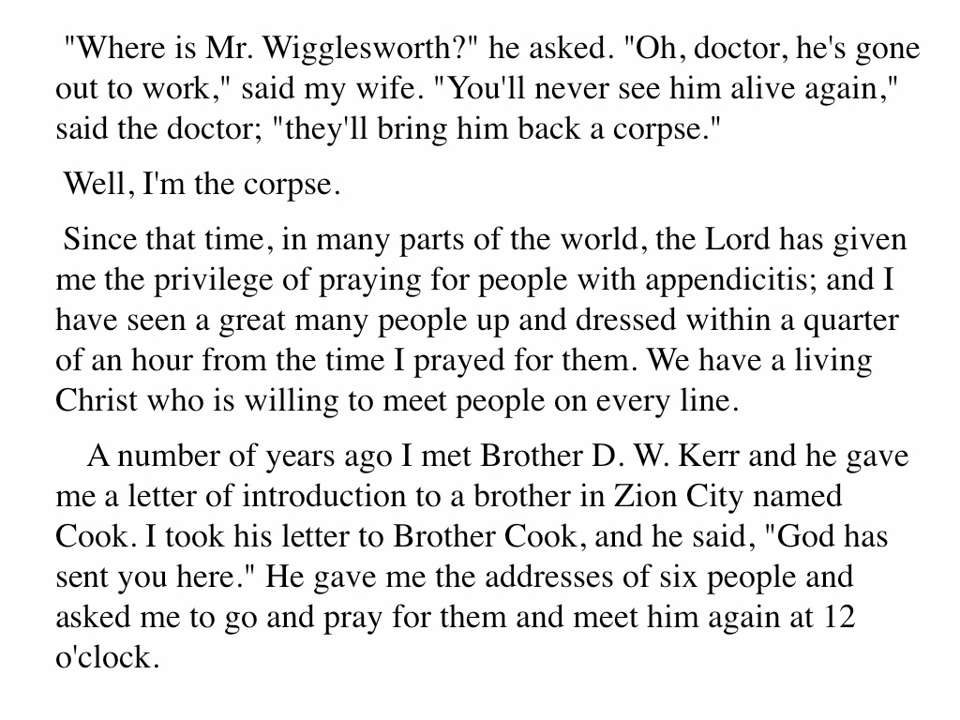 "Where is Mr. Wigglesworth?" he asked. "Oh, doctor, he's gone
out to work," said my wife. "You'll never see him alive again,"
said the doctor; "they'll bring him back a corpse."
Well, I'm the corpse.
Since that time, in many parts of the world, the Lord has given
me the privilege of praying for people with appendicitis; and I
have seen a great many people up and dressed within a quarter
of an hour from the time I prayed for them. We have a living
Christ who is willing to meet people on every line.
A number of years ago I met Brother D. W. Kerr and he gave
me a letter of introduction to a brother in Zion City named
Cook. I took his letter to Brother Cook, and he said, "God has
sent you here." He gave me the addresses of six people and
asked me to go and pray for them and meet him again at 12
o'clock.